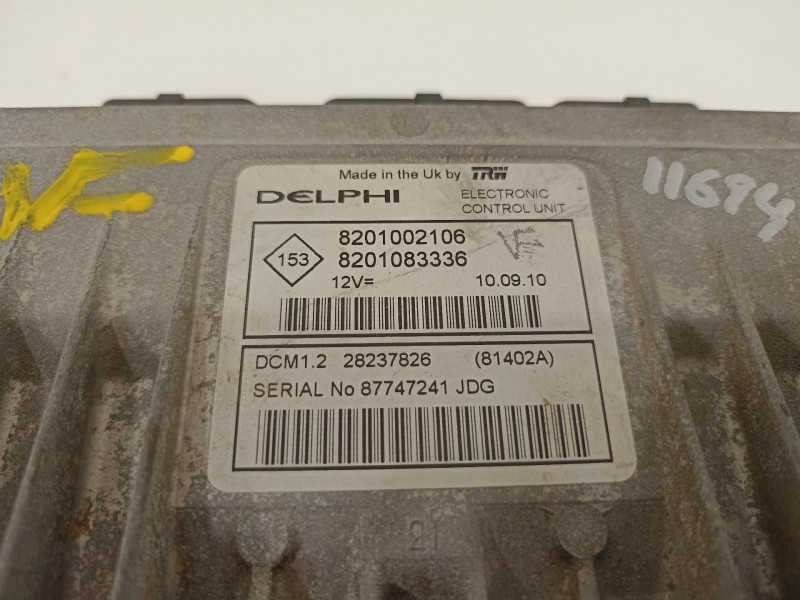 Made in the Uk by TRW
DELPHI
ELECTRONIC
CONTROL UNIT
11694
153
8201002106
8201083336
VF
12V=
10.09.10
DCM1.2 28237826 (81402A)
SERIAL No 87747241 JDG
21